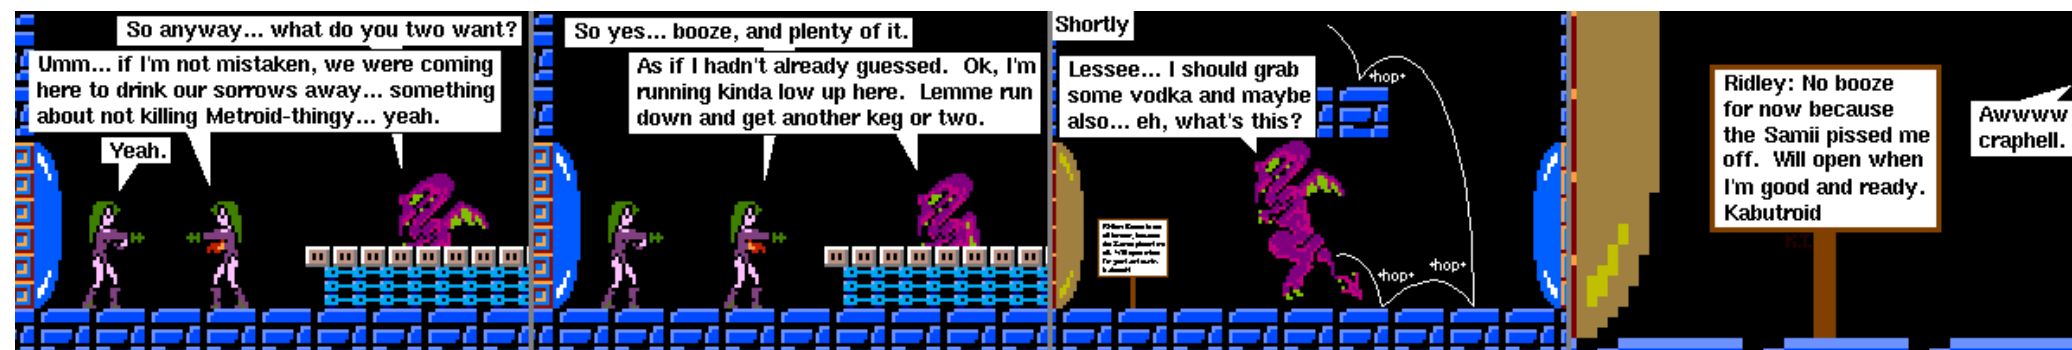 So anyway... what do you two want?
Umm... if I'm not mistaken, we were coming
here to drink our sorrows away... something
about not killing Metroid-thingy... yeah.
Yeah.
So yes... booze, and plenty of it.
As if I hadn't already guessed.  Ok, I'm
running kinda low up here.  Lemme run
down and get another keg or two.
Shortly
Lessee... I should grab
some vodka and maybe
also... eh, what's this?
*hop*
*hop*
*hop*
Ridley: No booze
for now because
the Samii pissed me
off.  Will open when
I'm good and ready.
Kabutroid
Awwww
craphell.